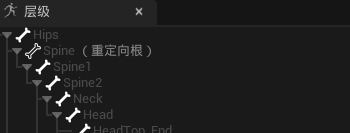 层级
Hips
Spine （重定向根）
Spine1
Spine2
Neck
Head
HeadTop_End